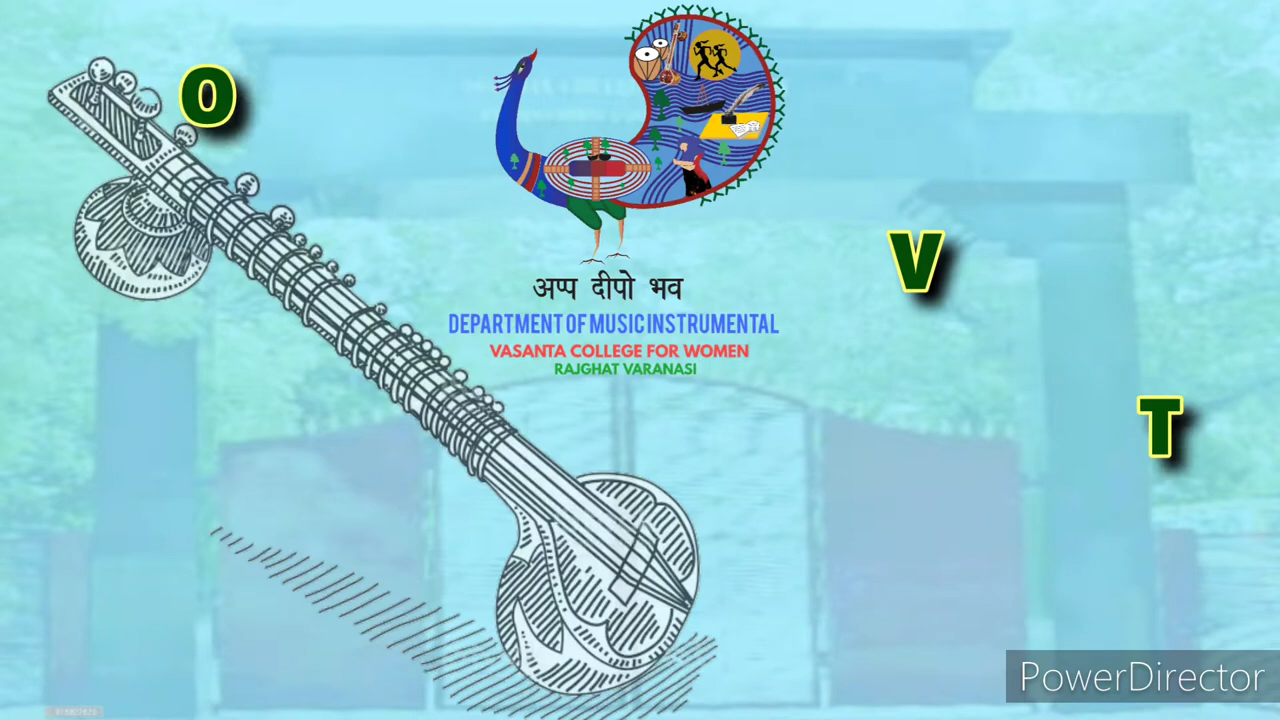 O
अप्प दीपो भव
DEPARTMENT OF MUSIC INSTRUMENTAL
VASANTA COLLEGE FOR WOMEN
RAJGHAT VARANASI
V
T
PowerDirector